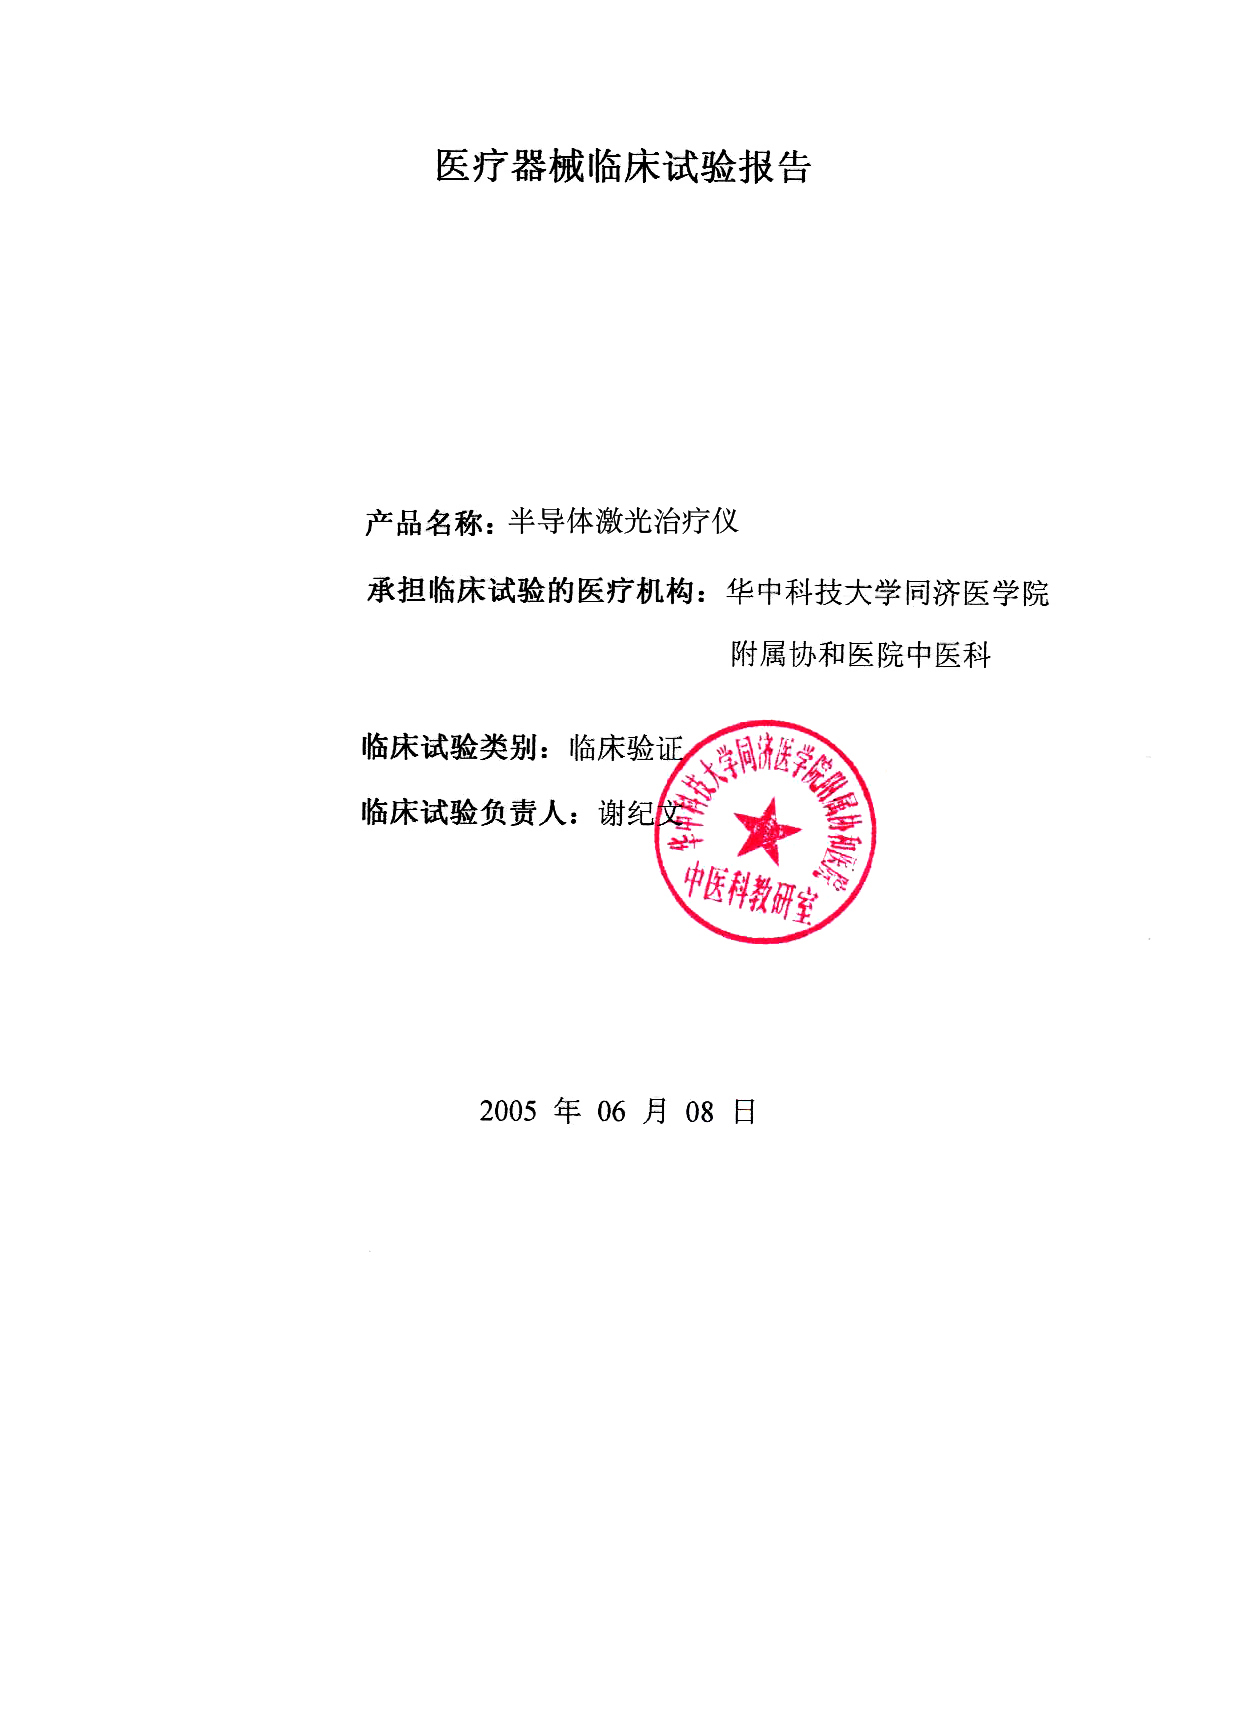 医疗器械临床试验报告
产品名称：半导体激光治疗仪
承担临床试验的医疗机构：华中科技大学同济医学院
附属协和医院中医科
临床试验类别：临床验证
临床试验负责人：谢纪文
华中科技大学同济医学院附属协和医院
中医科教研室
2005 年 06 月 08 日